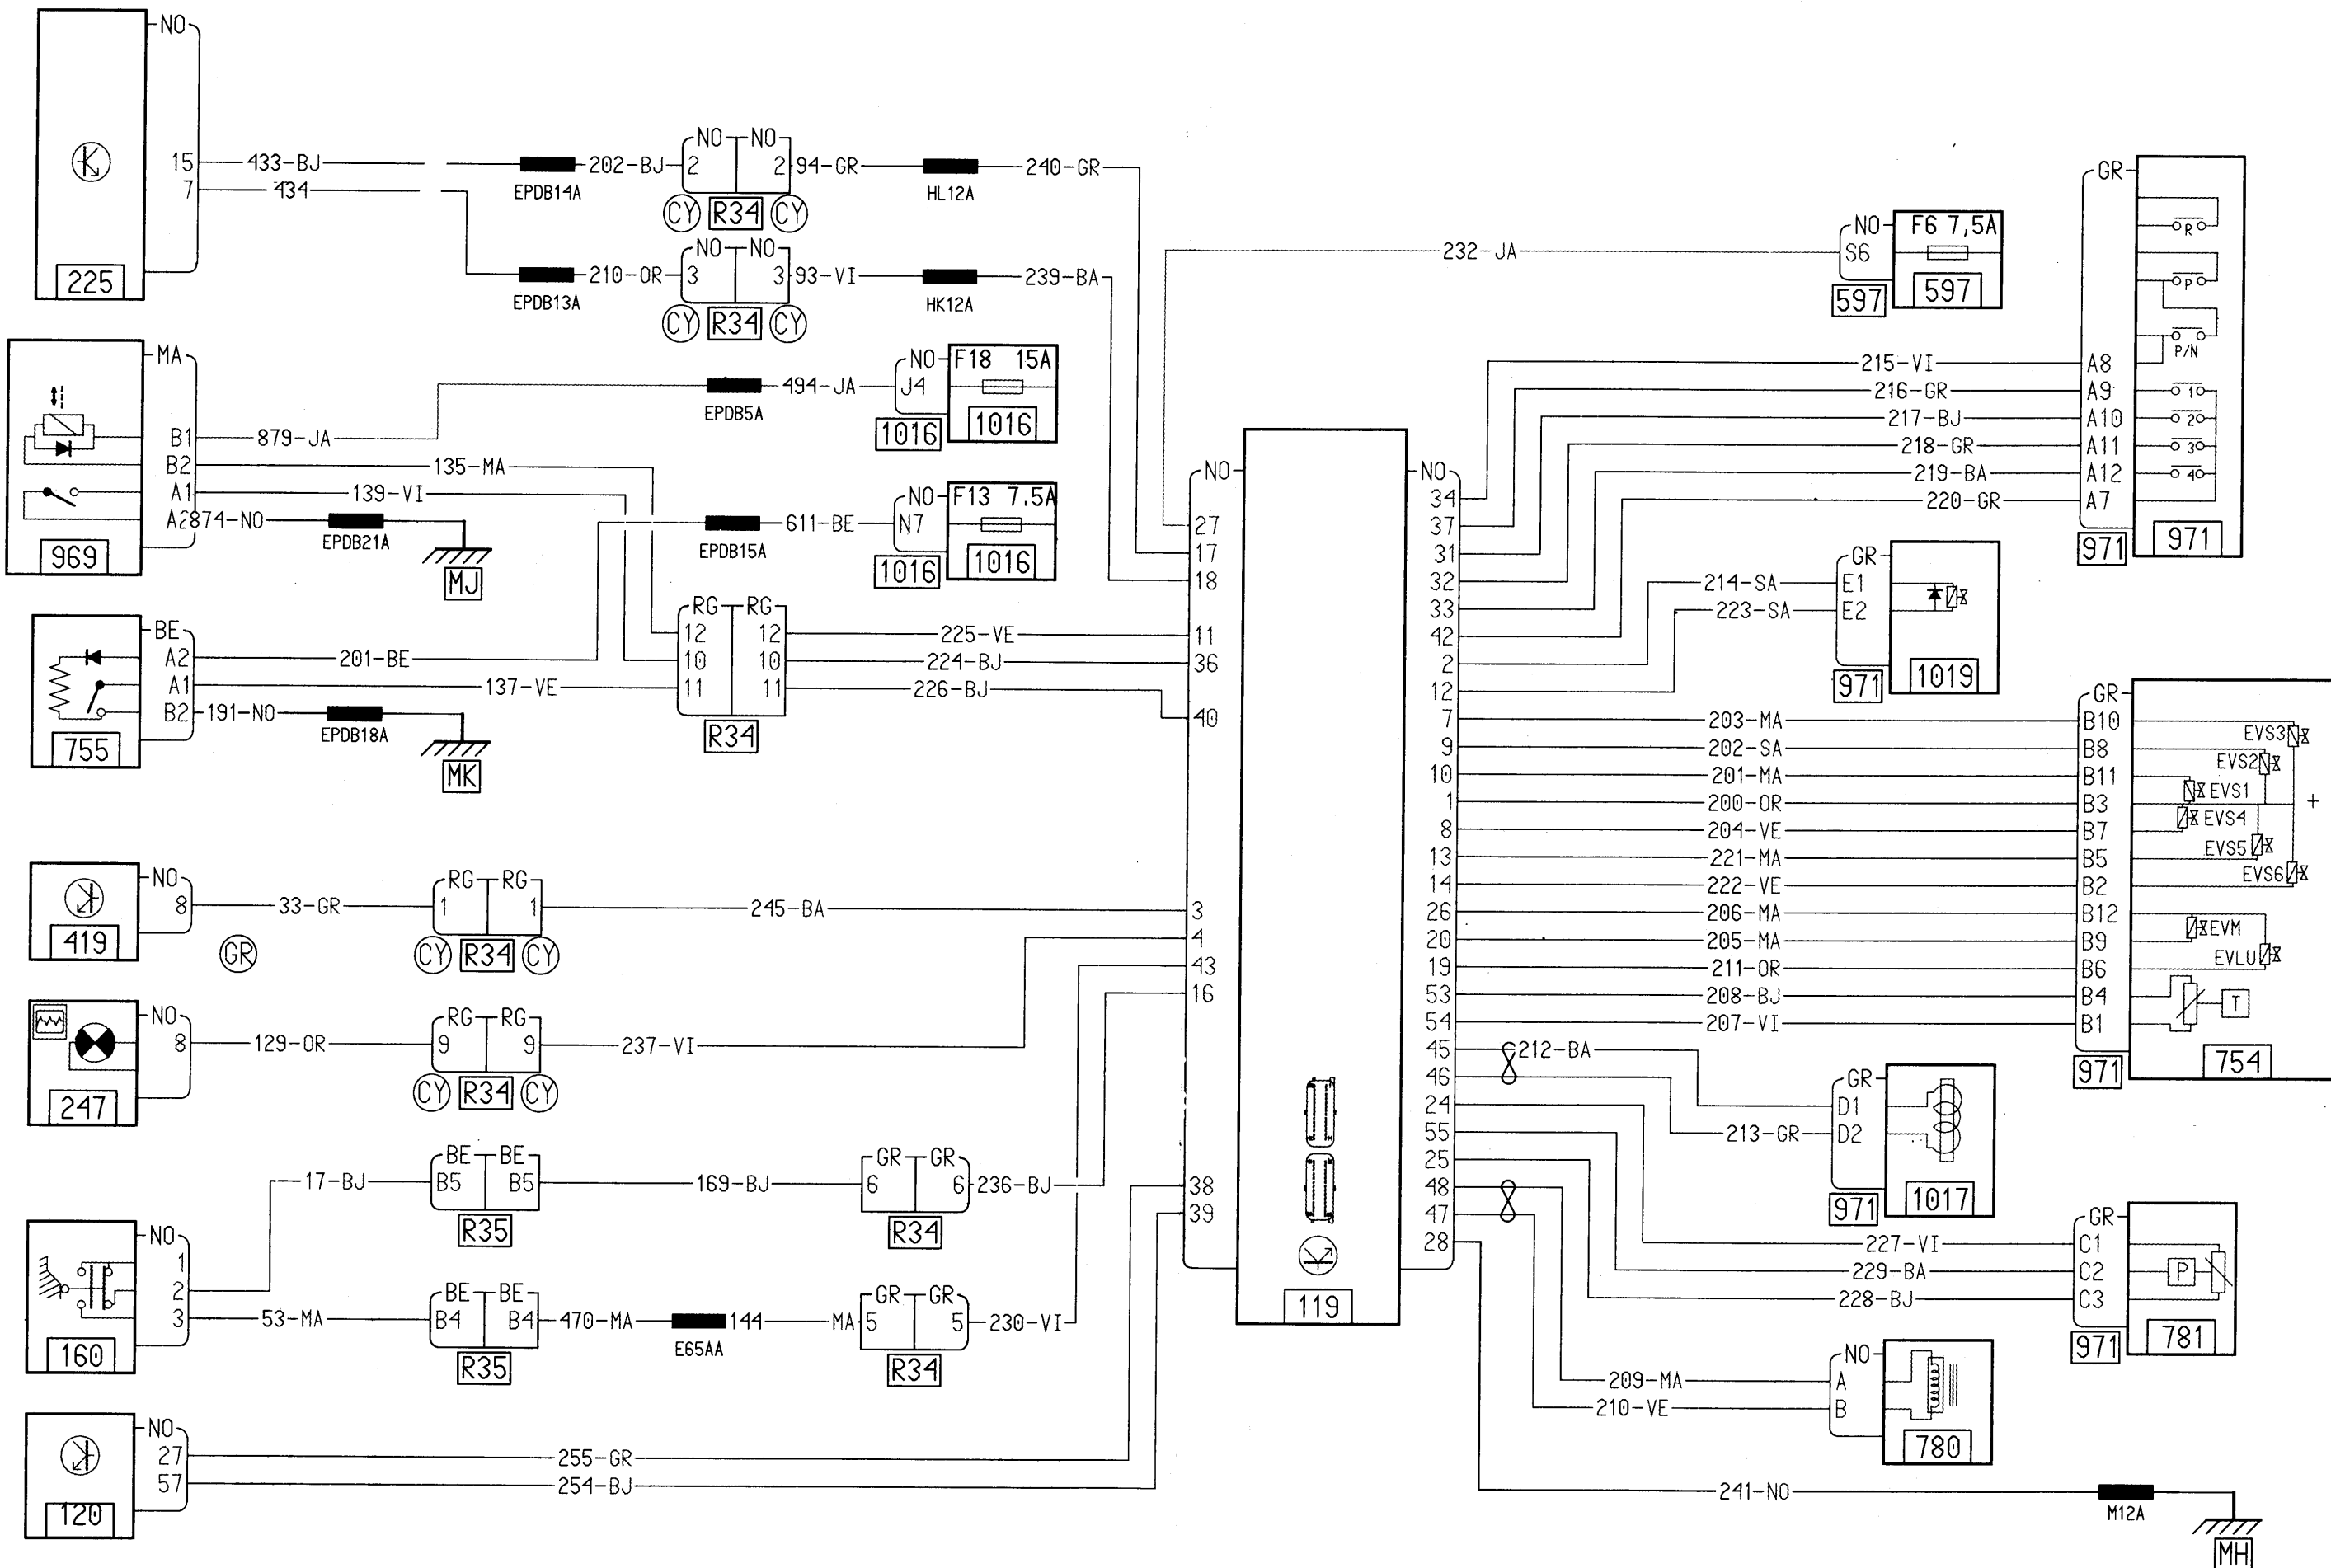 NO
15 433-BJ EPDB14A 202-BJ
7 434 EPDB13A 210-OR
225
NO NO
2 2 94-GR HL12A 240-GR
CY R34 CY
NO NO
3 3 93-VI HK12A 239-BA
CY R34 CY
MA
B1 879-JA EPDB5A 494-JA
B2 135-MA
A1 139-VI
A2 874-NO EPDB21A
969
MJ
NO F18 15A
J4
1016 1016
NO F13 7,5A
N7
1016 1016
EPDB15A 611-BE
BE
A2 201-BE
A1 137-VE
B2 191-NO EPDB18A
755
MK
RG RG
12 12 225-VE
10 10 224-BJ
11 11 226-BJ
R34
NO
8 33-GR
419
GR
RG RG
1 1 245-BA
CY R34 CY
NO
8 129-OR
247
RG RG
9 9 237-VI
CY R34 CY
17-BJ
BE BE
B5 B5 169-BJ
R35
GR GR
6 6 236-BJ
R34
NO
1
2
3 53-MA
160
BE BE
B4 B4 470-MA E65AA 144 MA
R35
GR GR
5 5 230-VI
R34
NO
27 255-GR
57 254-BJ
120
NO
27
17
18
11
36
40
3
4
43
16
38
39
119
NO
34
37
31
32
33
42
2
12
7
9
10
1
8
13
14
26
20
19
53
54
45
46
24
55
25
48
47
28
232-JA
NO F6 7,5A
S6
597 597
GR
R
P
P/N
215-VI A8
216-GR A9 1
217-BJ A10 2
218-GR A11 3
219-BA A12 4
220-GR A7
971 971
GR
214-SA E1
223-SA E2
971 1019
GR
203-MA B10 EVS3
202-SA B8 EVS2
201-MA B11 EVS1
200-OR B3 +
204-VE B7 EVS4
221-MA B5 EVS5
222-VE B2 EVS6
206-MA B12
205-MA B9 EVM
211-OR B6 EVLU
208-BJ B4 T
207-VI B1
971 754
GR
212-BA D1
213-GR D2
971 1017
GR
227-VI C1
229-BA C2 P
228-BJ C3
971 781
NO
209-MA A
210-VE B
780
241-NO M12A
MH